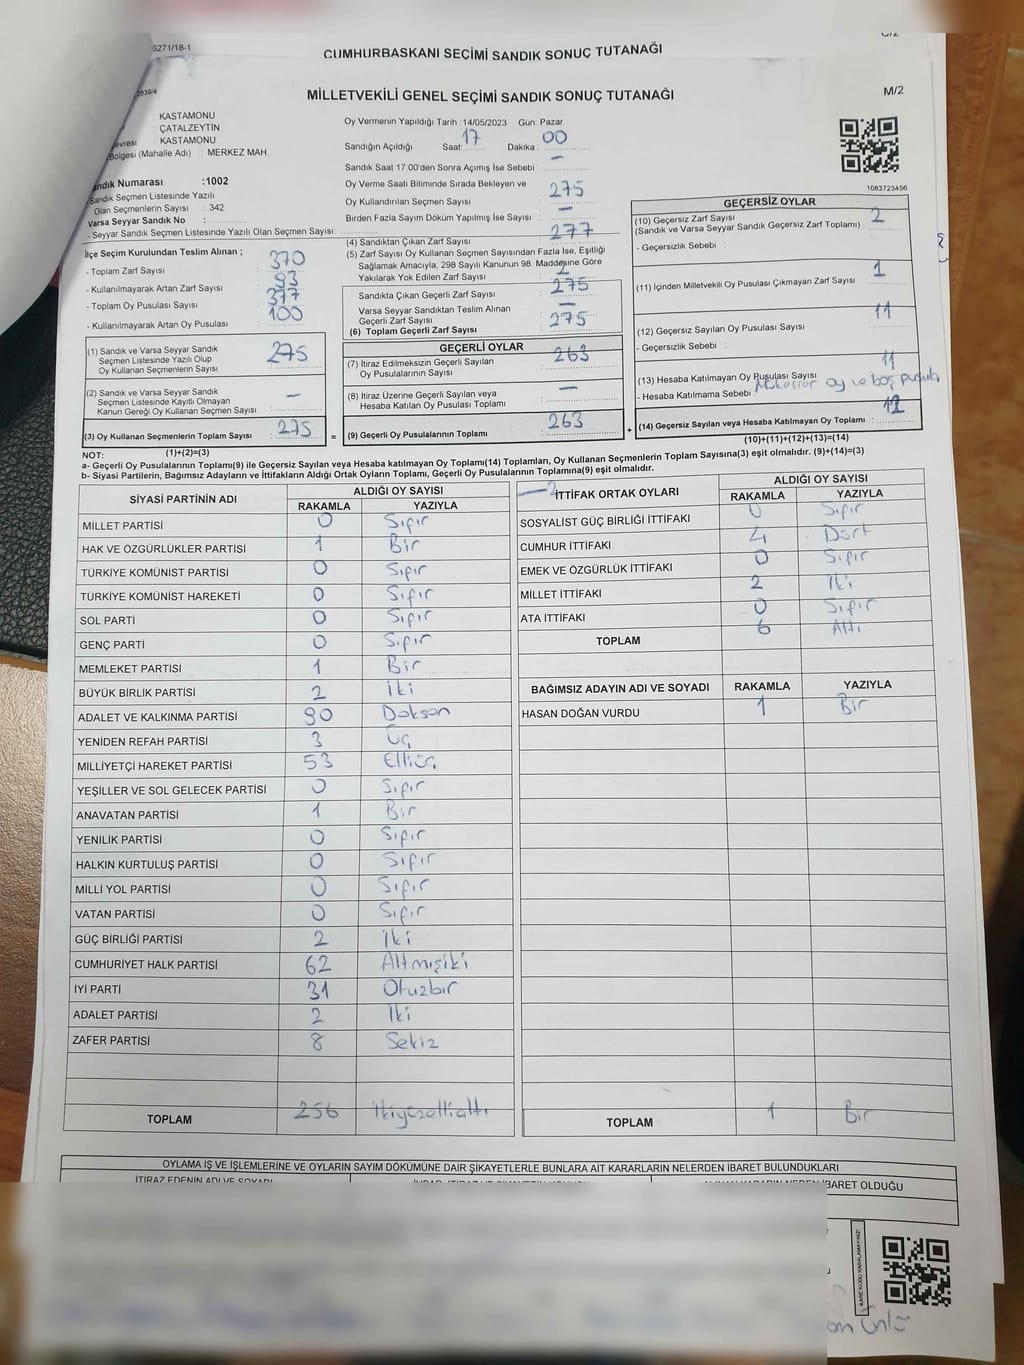 6271/18-1
CUMHURBAŞKANI SEÇİMİ SANDIK SONUÇ TUTANAĞI
2839/4
MİLLETVEKİLİ GENEL SEÇİMİ SANDIK SONUÇ TUTANAĞI
M/2
: KASTAMONU
: ÇATALZEYTİN
: KASTAMONU
Bölgesi (Mahalle Adı) : MERKEZ MAH.
Sandık Numarası :1002
- Sandık Seçmen Listesinde Yazılı
Olan Seçmenlerin Sayısı : 342
Varsa Seyyar Sandık No :
- Seyyar Sandık Seçmen Listesinde Yazılı Olan Seçmen Sayısı:
Oy Vermenin Yapıldığı Tarih : 14/05/2023 Gün: Pazar
Sandığın Açıldığı Saat: 17 Dakika : 00
Sandık Saat 17.00'den Sonra Açımış İse Sebebi : —
Oy Verme Saati Bitiminde Sırada Bekleyen ve
Oy Kullandırılan Seçmen Sayısı : 275
Birden Fazla Sayım Döküm Yapılmış İse Sayısı : —
1083723456
İlçe Seçim Kurulundan Teslim Alınan ;
- Toplam Zarf Sayısı : 370
- Kullanılmayarak Artan Zarf Sayısı : 93
- Toplam Oy Pusulası Sayısı : 377
- Kullanılmayarak Artan Oy Pusulası : 100
(4) Sandıktan Çıkan Zarf Sayısı : 277
(5) Zarf Sayısı Oy Kullanan Seçmen Sayısından Fazla İse, Eşitliği
Sağlamak Amacıyla, 298 Sayılı Kanunun 98. Maddesine Göre
Yakılarak Yok Edilen Zarf Sayısı : 2
Sandıkta Çıkan Geçerli Zarf Sayısı : 275
Varsa Seyyar Sandıktan Teslim Alınan
Geçerli Zarf Sayısı : —
(6) Toplam Geçerli Zarf Sayısı : 275
GEÇERSİZ OYLAR
(10) Geçersiz Zarf Sayısı
(Sandık ve Varsa Seyyar Sandık Geçersiz Zarf Toplamı) : 2
- Geçersizlik Sebebi :
(11) İçinden Milletvekili Oy Pusulası Çıkmayan Zarf Sayısı : 1
(12) Geçersiz Sayılan Oy Pusulası Sayısı : 11
- Geçersizlik Sebebi :
(13) Hesaba Katılmayan Oy Pusulası Sayısı : 11
- Hesaba Katılmama Sebebi : Mükerrer oy ve boş pusula
(14) Geçersiz Sayılan veya Hesaba Katılmayan Oy Toplamı : 12
(10)+(11)+(12)+(13)=(14)
(1) Sandık ve Varsa Seyyar Sandık
Seçmen Listesinde Yazılı Olup
Oy Kullanan Seçmenlerin Sayısı : 275
(2) Sandık ve Varsa Seyyar Sandık
Seçmen Listesinde Kayıtlı Olmayan
Kanun Gereği Oy Kullanan Seçmen Sayısı : —
(3) Oy Kullanan Seçmenlerin Toplam Sayısı : 275
(1)+(2)=(3)
GEÇERLİ OYLAR
(7) İtiraz Edilmeksizin Geçerli Sayılan
Oy Pusulalarının Sayısı : 263
(8) İtiraz Üzerine Geçerli Sayılan veya
Hesaba Katılan Oy Pusulası Toplamı : —
(9) Geçerli Oy Pusulalarının Toplamı : 263
NOT:
a- Geçerli Oy Pusulalarının Toplamı(9) ile Geçersiz Sayılan veya Hesaba katılmayan Oy Toplamı(14) Toplamları, Oy Kullanan Seçmenlerin Toplam Sayısına(3) eşit olmalıdır. (9)+(14)=(3)
b- Siyasi Partilerin, Bağımsız Adayların ve İttifakların Aldığı Ortak Oyların Toplamı, Geçerli Oy Pusulalarının Toplamına(9) eşit olmalıdır.
SİYASİ PARTİNİN ADI ALDIĞI OY SAYISI
RAKAMLA YAZIYLA
MİLLET PARTİSİ 0 Sıfır
HAK VE ÖZGÜRLÜKLER PARTİSİ 1 Bir
TÜRKİYE KOMÜNİST PARTİSİ 0 Sıfır
TÜRKİYE KOMÜNİST HAREKETİ 0 Sıfır
SOL PARTİ 0 Sıfır
GENÇ PARTİ 0 Sıfır
MEMLEKET PARTİSİ 1 Bir
BÜYÜK BİRLİK PARTİSİ 2 İki
ADALET VE KALKINMA PARTİSİ 90 Doksan
YENİDEN REFAH PARTİSİ 3 Üç
MİLLİYETÇİ HAREKET PARTİSİ 53 Elliüç
YEŞİLLER VE SOL GELECEK PARTİSİ 0 Sıfır
ANAVATAN PARTİSİ 1 Bir
YENİLİK PARTİSİ 0 Sıfır
HALKIN KURTULUŞ PARTİSİ 0 Sıfır
MİLLİ YOL PARTİSİ 0 Sıfır
VATAN PARTİSİ 0 Sıfır
GÜÇ BİRLİĞİ PARTİSİ 2 İki
CUMHURİYET HALK PARTİSİ 62 Altmışiki
İYİ PARTİ 31 Otuzbir
ADALET PARTİSİ 2 İki
ZAFER PARTİSİ 8 Sekiz
TOPLAM 256 İkiyüzellialtı
İTTİFAK ORTAK OYLARI ALDIĞI OY SAYISI
RAKAMLA YAZIYLA
SOSYALİST GÜÇ BİRLİĞİ İTTİFAKI 0 Sıfır
CUMHUR İTTİFAKI 4 Dört
EMEK VE ÖZGÜRLÜK İTTİFAKI 0 Sıfır
MİLLET İTTİFAKI 2 İki
ATA İTTİFAKI 0 Sıfır
TOPLAM 6 Altı
BAĞIMSIZ ADAYIN ADI VE SOYADI RAKAMLA YAZIYLA
HASAN DOĞAN VURDU 1 Bir
TOPLAM 1 Bir
OYLAMA İŞ VE İŞLEMLERİNE VE OYLARIN SAYIM DÖKÜMÜNE DAİR ŞİKAYETLERLE BUNLARA AİT KARARLARIN NELERDEN İBARET BULUNDUKLARI
İTİRAZ EDENİN ADI VE SOYADI
İBARET OLDUĞU
KARE KODU KARALAMAYINIZ!
Ünlü